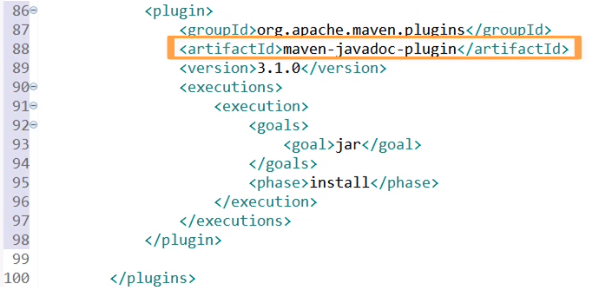 86 <plugin>
87 <groupId>org.apache.maven.plugins</groupId>
88 <artifactId>maven-javadoc-plugin</artifactId>
89 <version>3.1.0</version>
90 <executions>
91 <execution>
92 <goals>
93 <goal>jar</goal>
94 </goals>
95 <phase>install</phase>
96 </execution>
97 </executions>
98 </plugin>
99
100 </plugins>